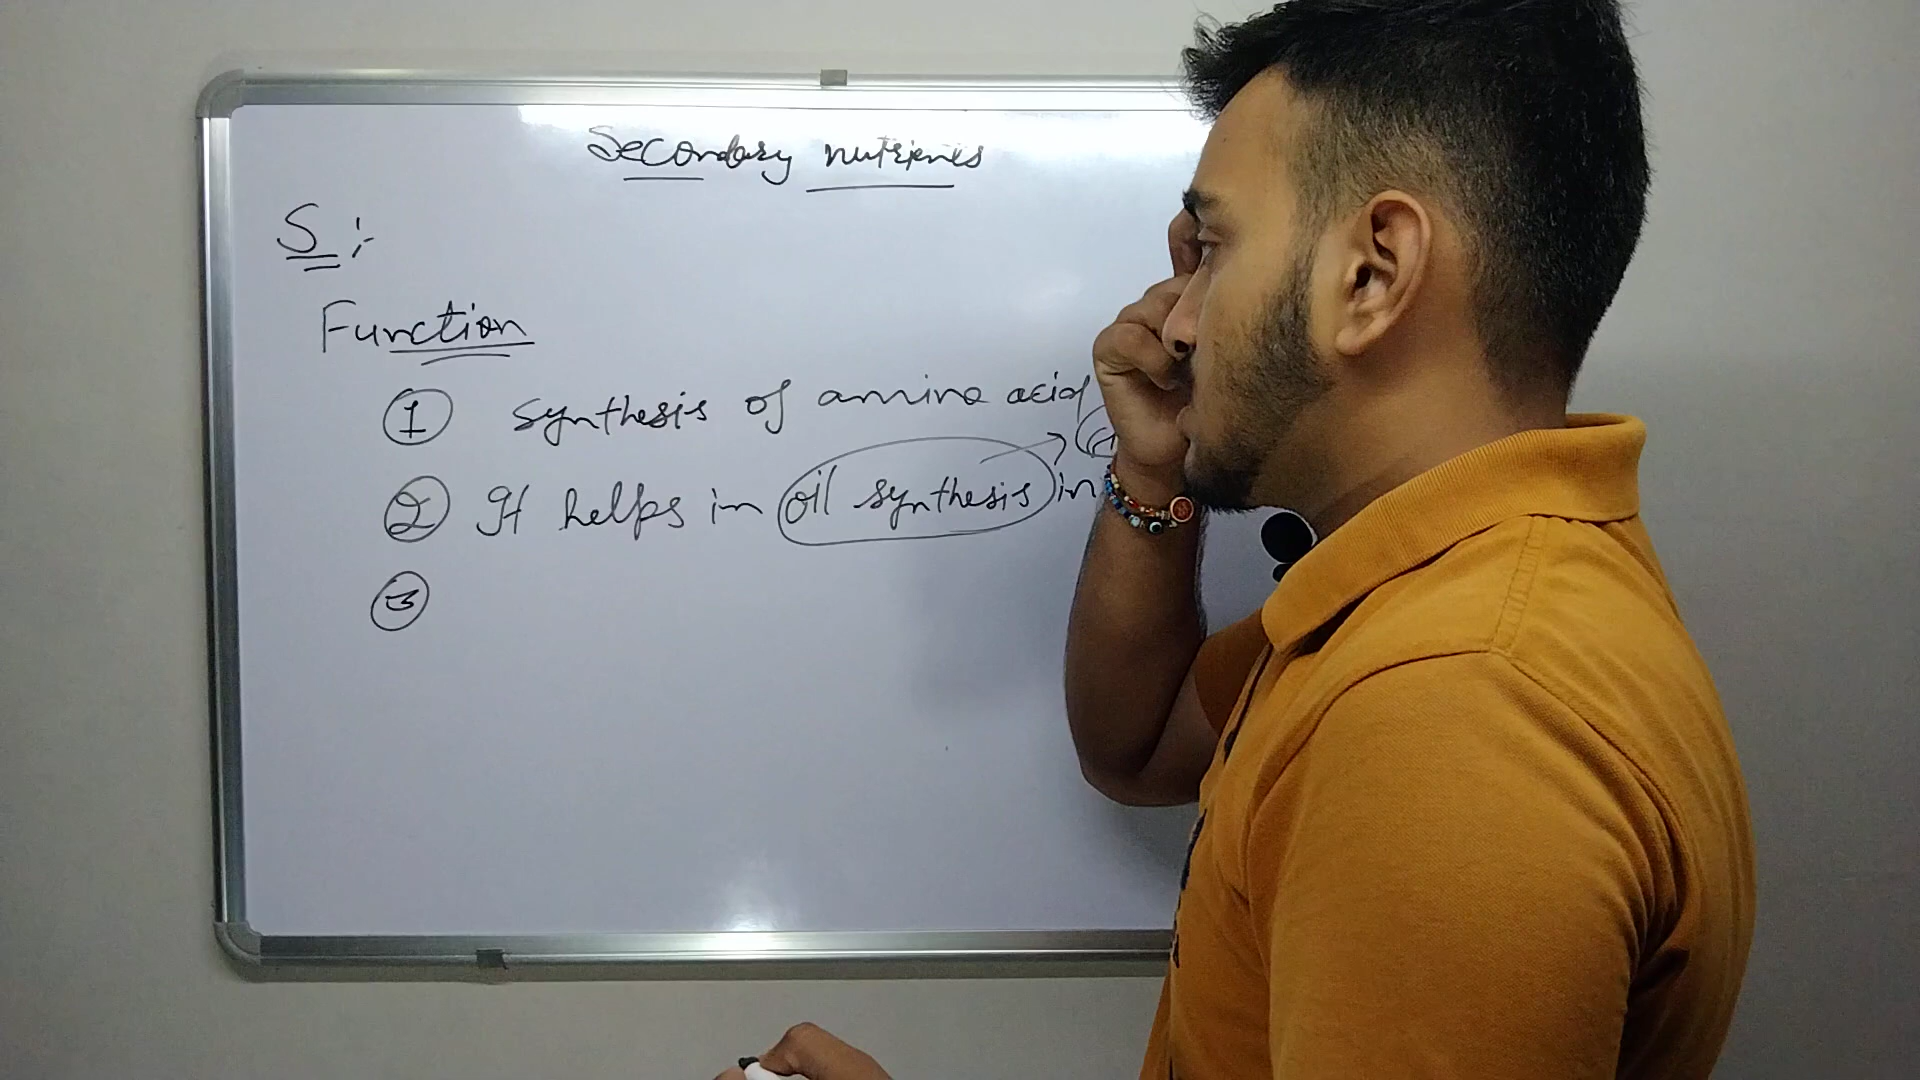 Secondary nutrients
S :-
Function
① synthesis of amino acid
② It helps in oil synthesis in
③